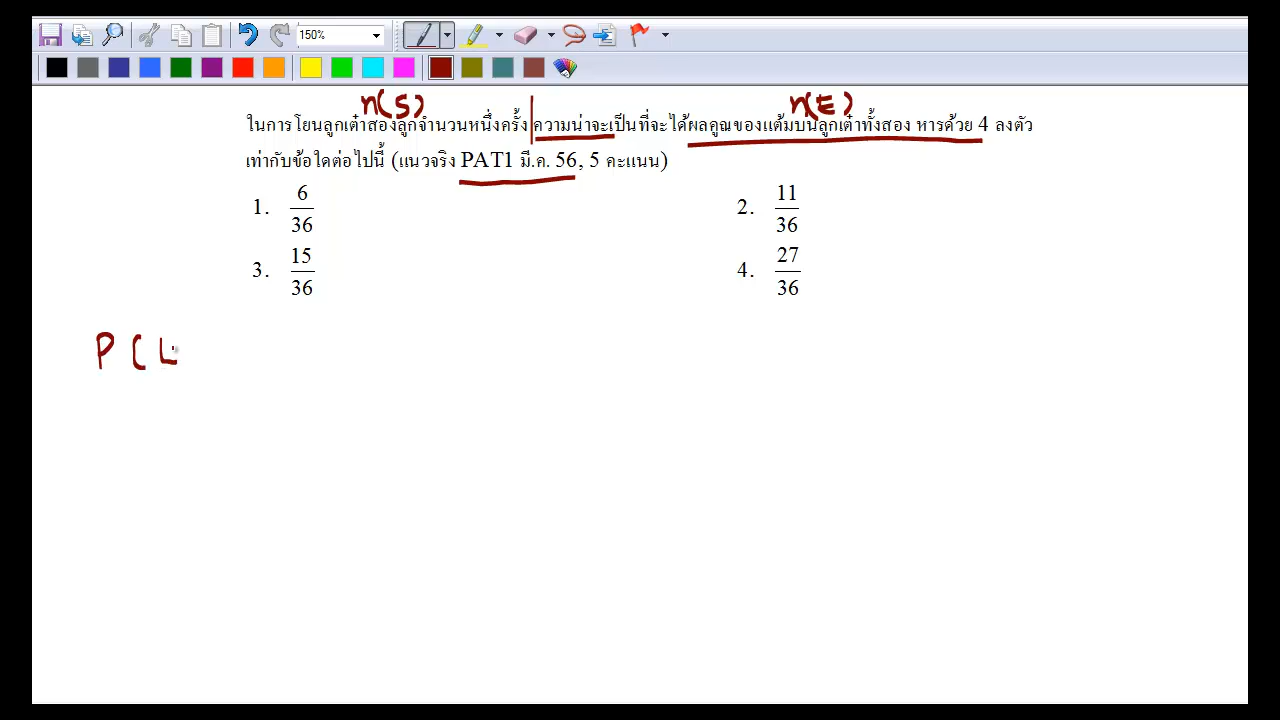 150%
n(S) n(E)
ในการโยนลูกเต๋าสองลูกจำนวนหนึ่งครั้ง ความน่าจะเป็นที่จะได้ผลคูณของแต้มบนลูกเต๋าทั้งสอง หารด้วย 4 ลงตัว
เท่ากับข้อใดต่อไปนี้ (แนวจริง PAT1 มี.ค. 56, 5 คะแนน)
1. 6/36 2. 11/36
3. 15/36 4. 27/36
P (